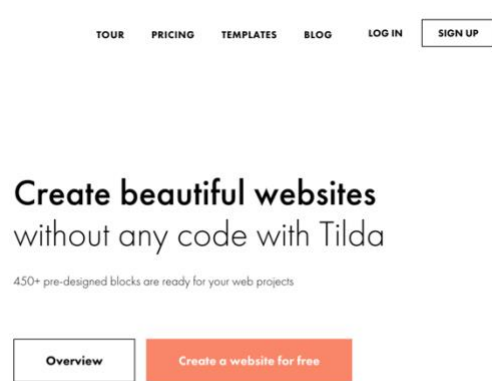 TOUR PRICING TEMPLATES BLOG LOG IN SIGN UP
Create beautiful websites
without any code with Tilda
450+ pre-designed blocks are ready for your web projects
Overview Create a website for free